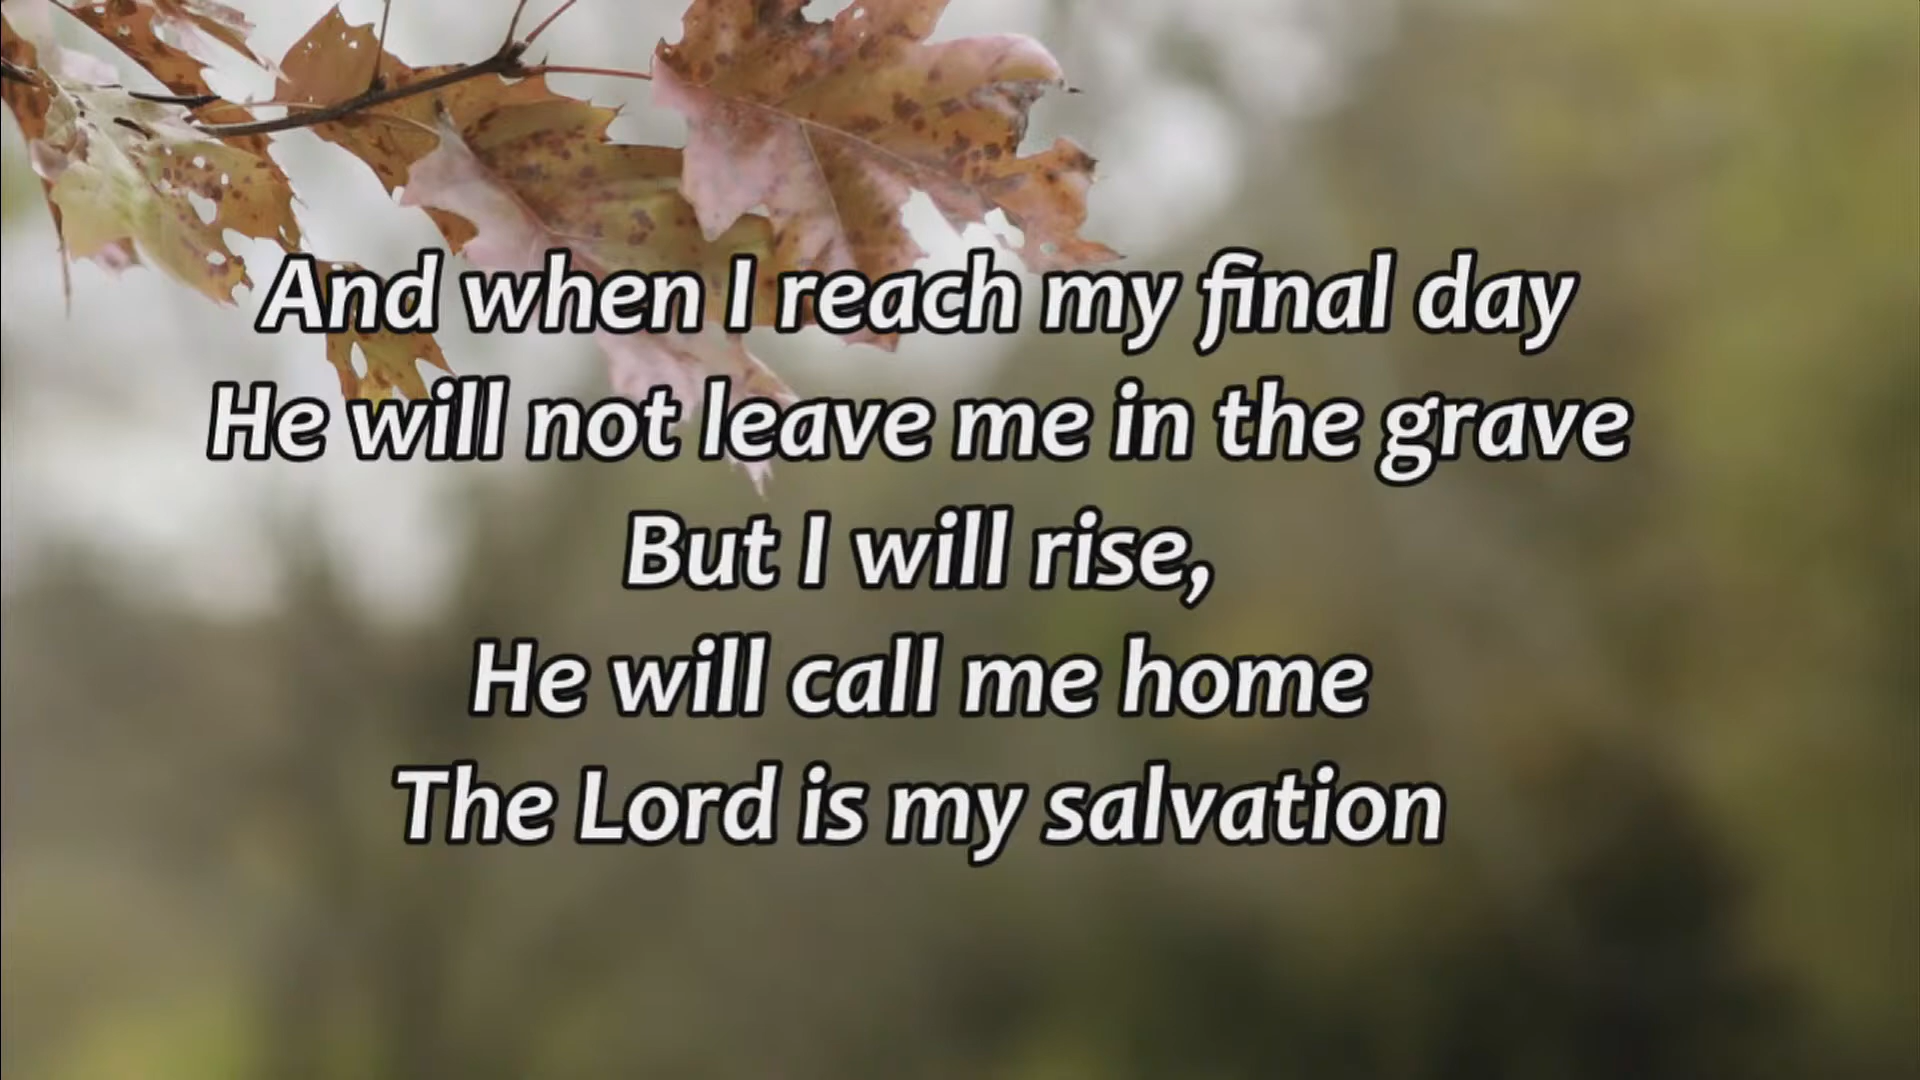 And when I reach my final day
He will not leave me in the grave
But I will rise,
He will call me home
The Lord is my salvation